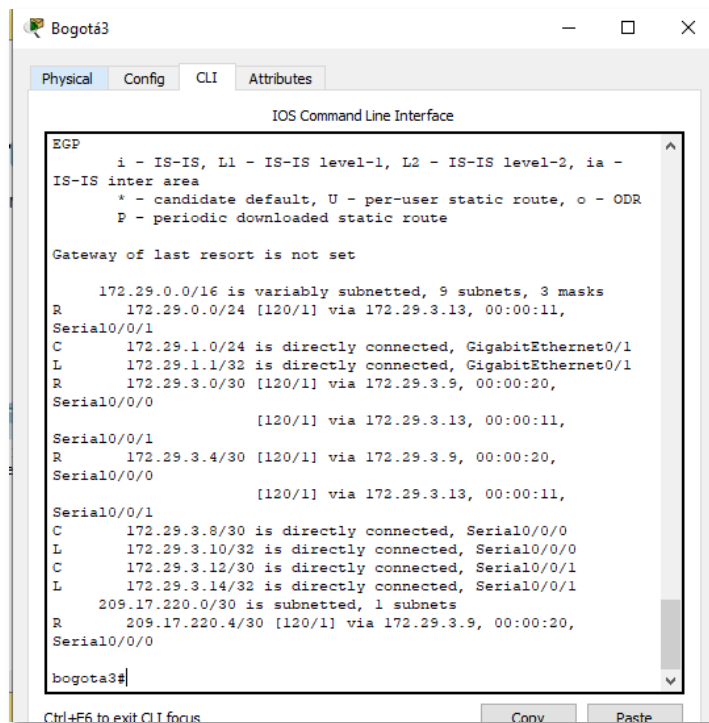 Bogotá3
Physical Config CLI Attributes
IOS Command Line Interface
EGP
i - IS-IS, L1 - IS-IS level-1, L2 - IS-IS level-2, ia -
IS-IS inter area
* - candidate default, U - per-user static route, o - ODR
P - periodic downloaded static route
Gateway of last resort is not set
172.29.0.0/16 is variably subnetted, 9 subnets, 3 masks
R 172.29.0.0/24 [120/1] via 172.29.3.13, 00:00:11,
Serial0/0/1
C 172.29.1.0/24 is directly connected, GigabitEthernet0/1
L 172.29.1.1/32 is directly connected, GigabitEthernet0/1
R 172.29.3.0/30 [120/1] via 172.29.3.9, 00:00:20,
Serial0/0/0
[120/1] via 172.29.3.13, 00:00:11,
Serial0/0/1
R 172.29.3.4/30 [120/1] via 172.29.3.9, 00:00:20,
Serial0/0/0
[120/1] via 172.29.3.13, 00:00:11,
Serial0/0/1
C 172.29.3.8/30 is directly connected, Serial0/0/0
L 172.29.3.10/32 is directly connected, Serial0/0/0
C 172.29.3.12/30 is directly connected, Serial0/0/1
L 172.29.3.14/32 is directly connected, Serial0/0/1
209.17.220.0/30 is subnetted, 1 subnets
R 209.17.220.4/30 [120/1] via 172.29.3.9, 00:00:20,
Serial0/0/0
bogota3#
Ctrl+F6 to exit CLI focus Copy Paste